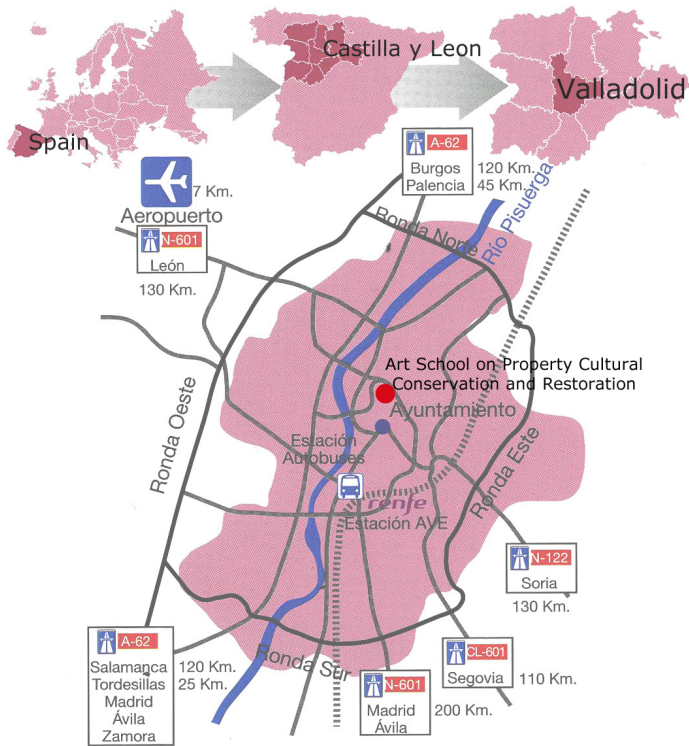 Spain
Castilla y Leon
Valladolid
A-62
Burgos 120 Km.
Palencia 45 Km.
7 Km.
Aeropuerto
N-601
León
130 Km.
Ronda Norte
Río Pisuerga
Art School on Property Cultural
Conservation and Restoration
Ayuntamiento
Ronda Oeste
Estación
Autobuses
Ronda Este
renfe
Estación AVE
N-122
Soria
130 Km.
A-62
Salamanca 120 Km.
Tordesillas 25 Km.
Madrid
Ávila
Zamora
Ronda Sur
N-601
Madrid 200 Km.
Ávila
CL-601
Segovia 110 Km.